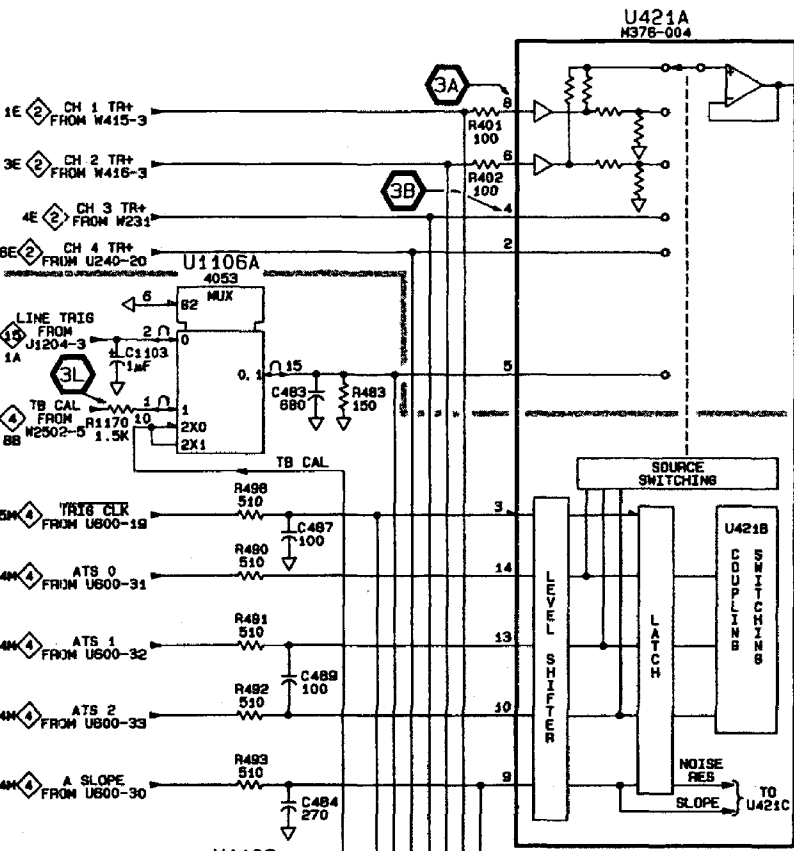 U421A
M376-004
3A
1E 2 CH 1 TR+
FROM W415-3
8
R401
100
3E 2 CH 2 TR+
FROM W416-3
6
R402
100
3B
4E 2 CH 3 TR+
FROM W231
4
6E 2 CH 4 TR+
FROM U240-20
2
U1106A
4053
MUX
6
S2
LINE TRIG
FROM
J1204-3
15
1A
2
0
C1103
1µF
3L
0, 1
15
5
C483
680
R483
150
TB CAL
FROM
W2502-5
4
8B
1
1
R1170
1.5K
10
2X0
2X1
TB CAL
SOURCE
SWITCHING
5M 4 TRIG CLK
FROM U600-19
R498
510
C487
100
3
4M 4 ATS 0
FROM U600-31
R490
510
14
4M 4 ATS 1
FROM U600-32
R491
510
13
C489
100
4M 4 ATS 2
FROM U600-33
R492
510
10
4M 4 A SLOPE
FROM U600-30
R493
510
9
C484
270
LEVEL SHIFTER
LATCH
U421B
COUPLING
SWITCHING
NOISE
REJ
SLOPE
TO
U421C